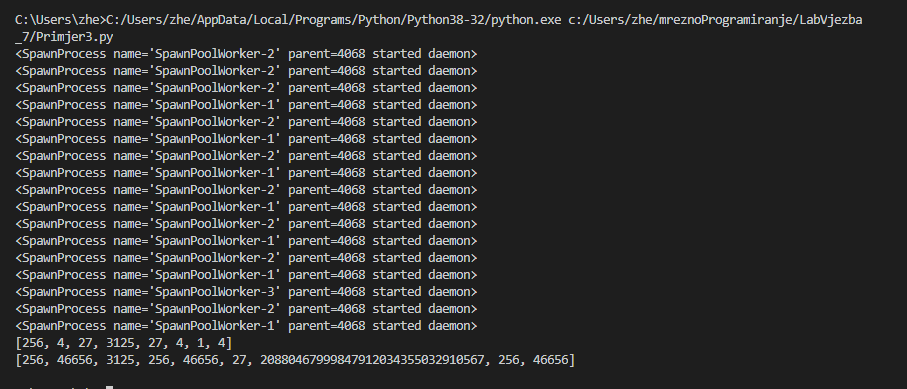 C:\Users\zhe>C:/Users/zhe/AppData/Local/Programs/Python/Python38-32/python.exe c:/Users/zhe/mreznoProgramiranje/LabVjezba
_7/Primjer3.py
<SpawnProcess name='SpawnPoolWorker-2' parent=4068 started daemon>
<SpawnProcess name='SpawnPoolWorker-2' parent=4068 started daemon>
<SpawnProcess name='SpawnPoolWorker-2' parent=4068 started daemon>
<SpawnProcess name='SpawnPoolWorker-1' parent=4068 started daemon>
<SpawnProcess name='SpawnPoolWorker-2' parent=4068 started daemon>
<SpawnProcess name='SpawnPoolWorker-1' parent=4068 started daemon>
<SpawnProcess name='SpawnPoolWorker-2' parent=4068 started daemon>
<SpawnProcess name='SpawnPoolWorker-1' parent=4068 started daemon>
<SpawnProcess name='SpawnPoolWorker-2' parent=4068 started daemon>
<SpawnProcess name='SpawnPoolWorker-1' parent=4068 started daemon>
<SpawnProcess name='SpawnPoolWorker-2' parent=4068 started daemon>
<SpawnProcess name='SpawnPoolWorker-1' parent=4068 started daemon>
<SpawnProcess name='SpawnPoolWorker-2' parent=4068 started daemon>
<SpawnProcess name='SpawnPoolWorker-1' parent=4068 started daemon>
<SpawnProcess name='SpawnPoolWorker-3' parent=4068 started daemon>
<SpawnProcess name='SpawnPoolWorker-2' parent=4068 started daemon>
<SpawnProcess name='SpawnPoolWorker-1' parent=4068 started daemon>
[256, 4, 27, 3125, 27, 4, 1, 4]
[256, 46656, 3125, 256, 46656, 27, 20880467999847912034355032910567, 256, 46656]